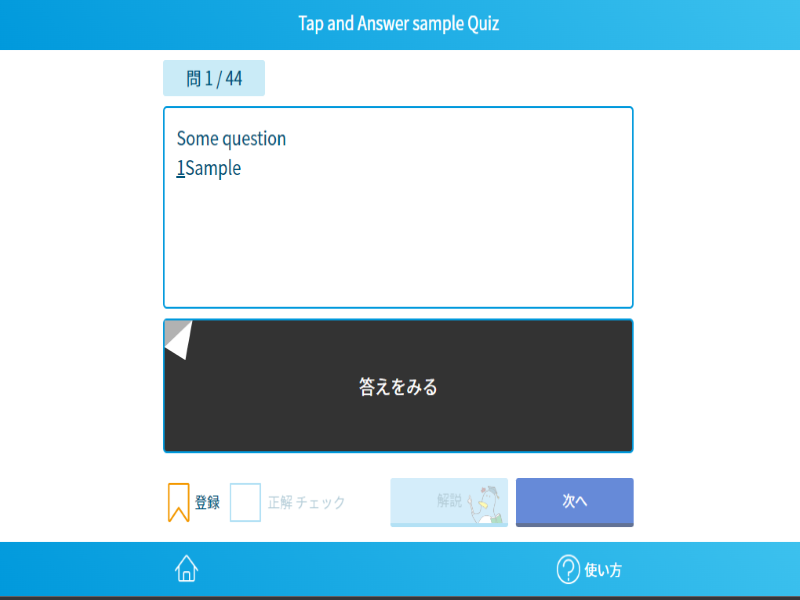 Tap and Answer sample Quiz
問 1 / 44
Some question
1Sample
答えをみる
登録
正解 チェック
解説
次へ
使い方